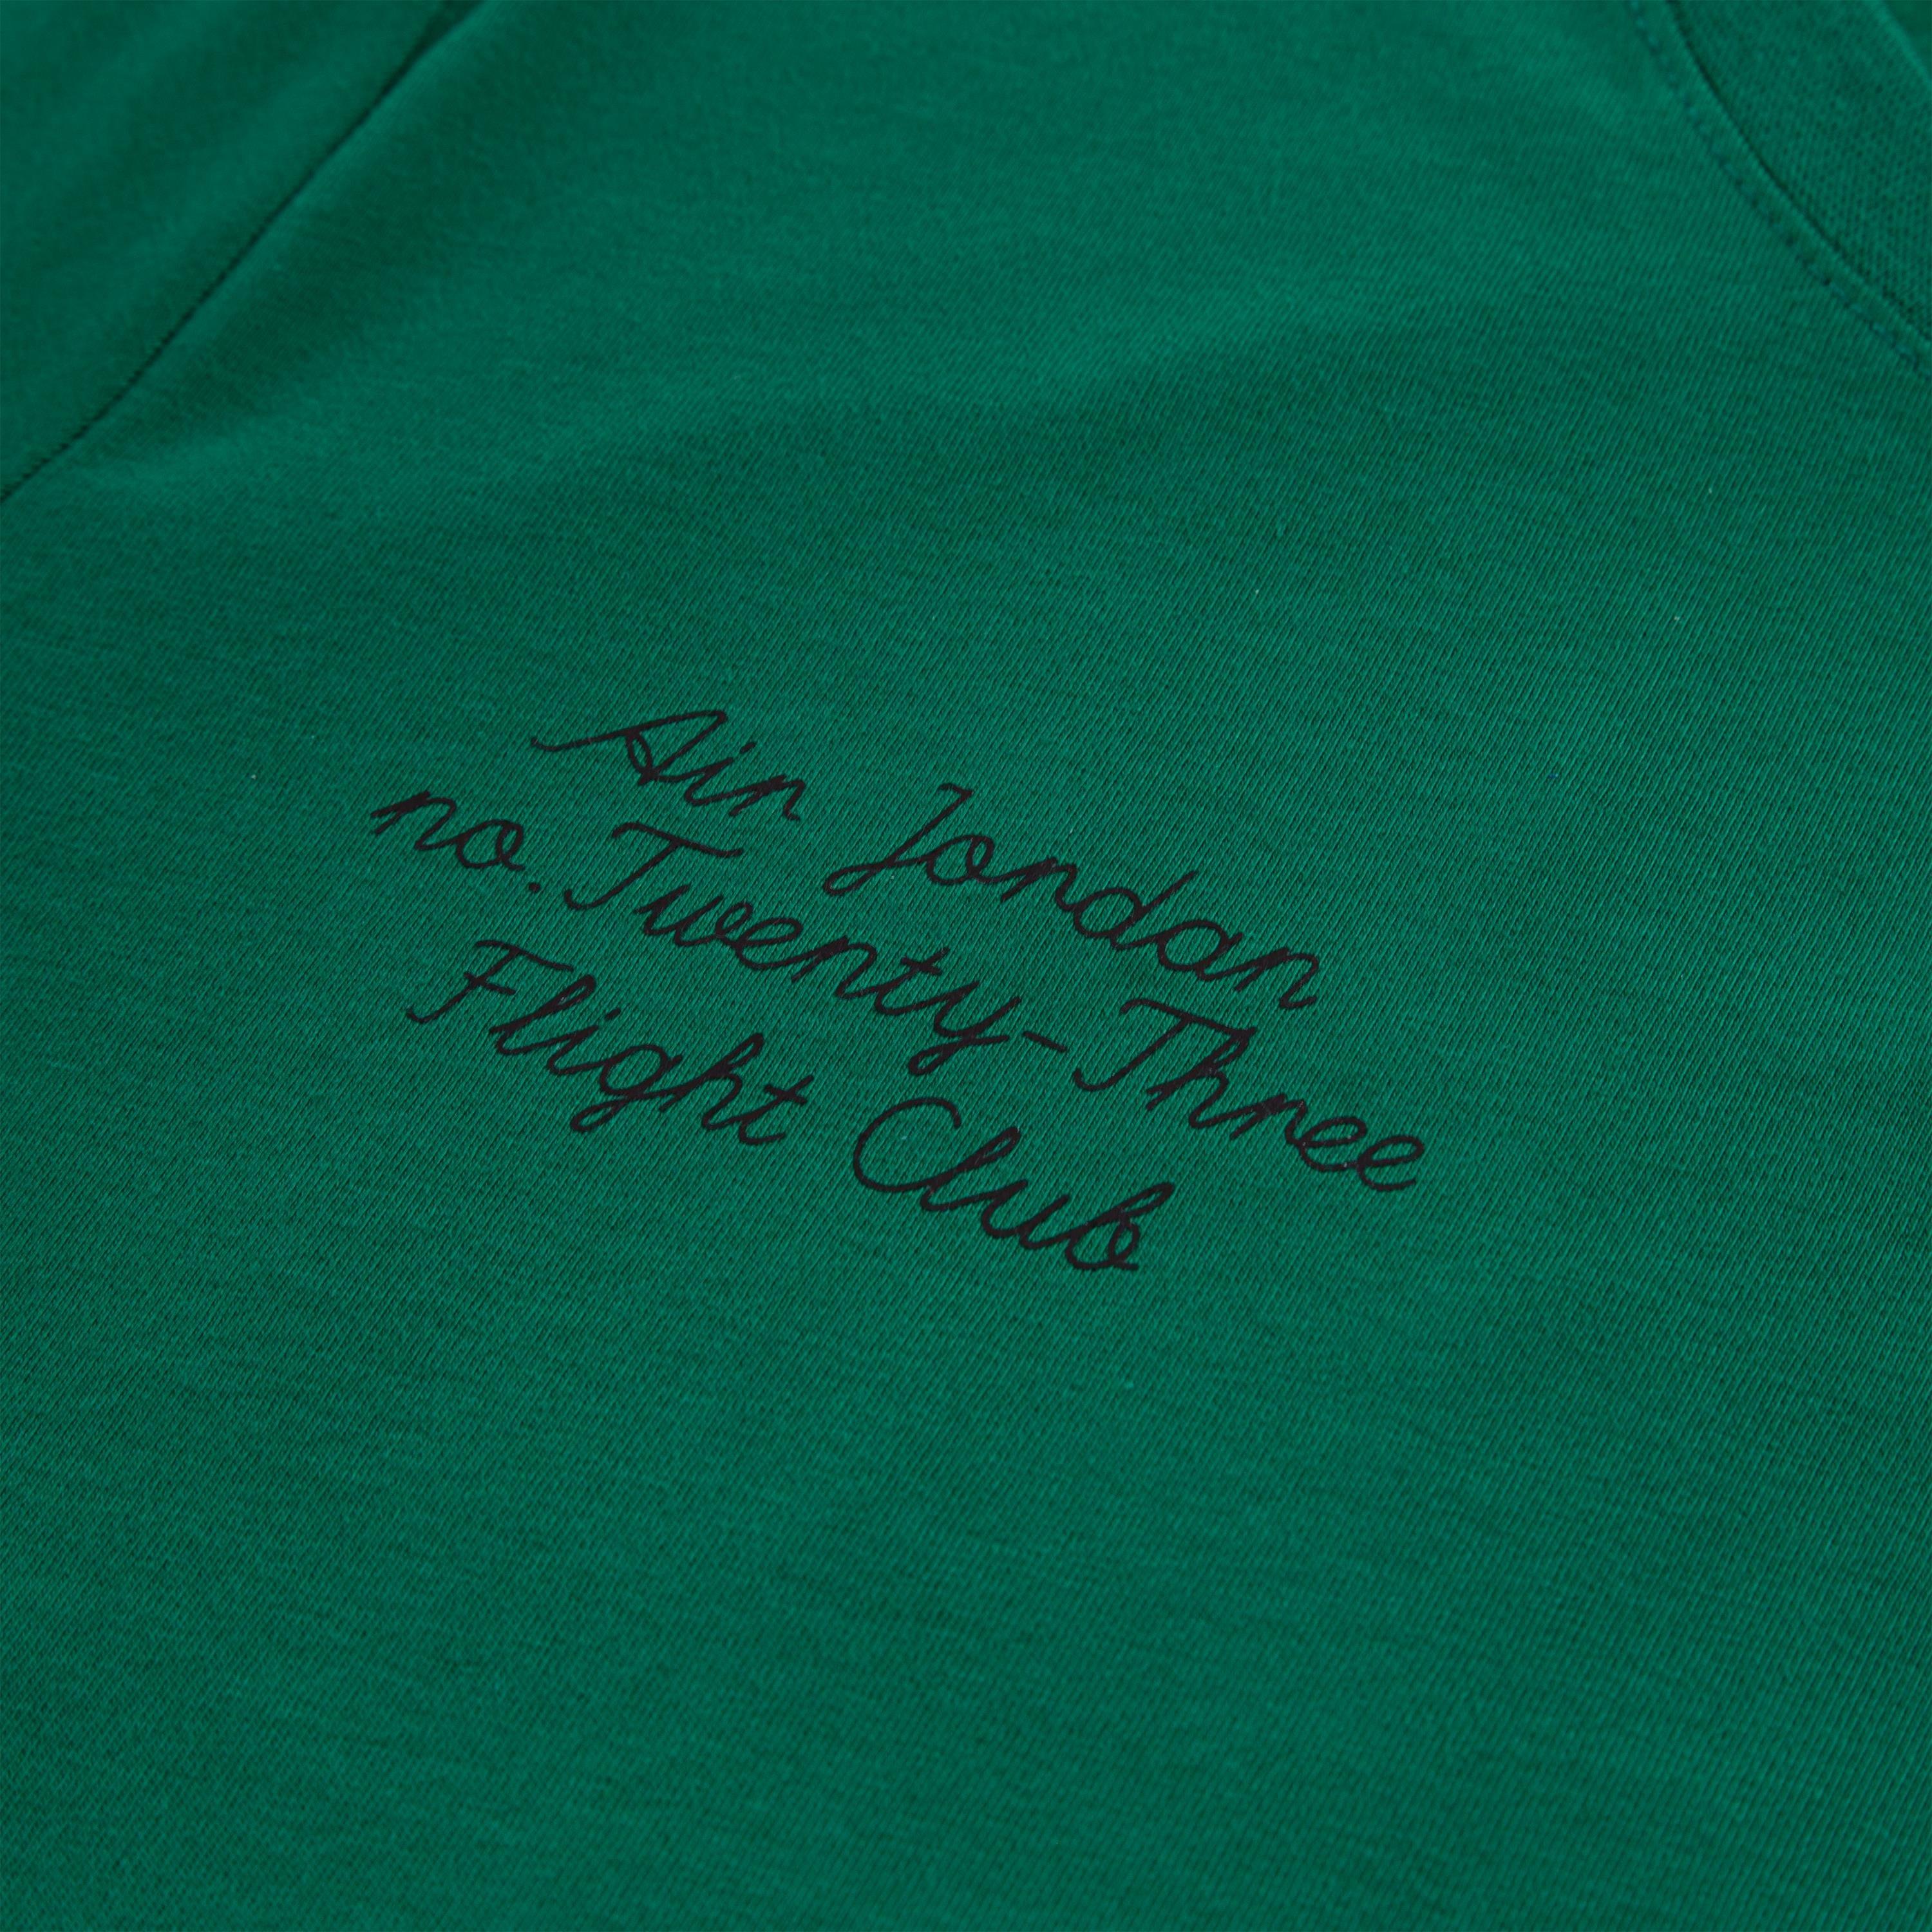 Air Jordan
no. Twenty-Three
Flight Club